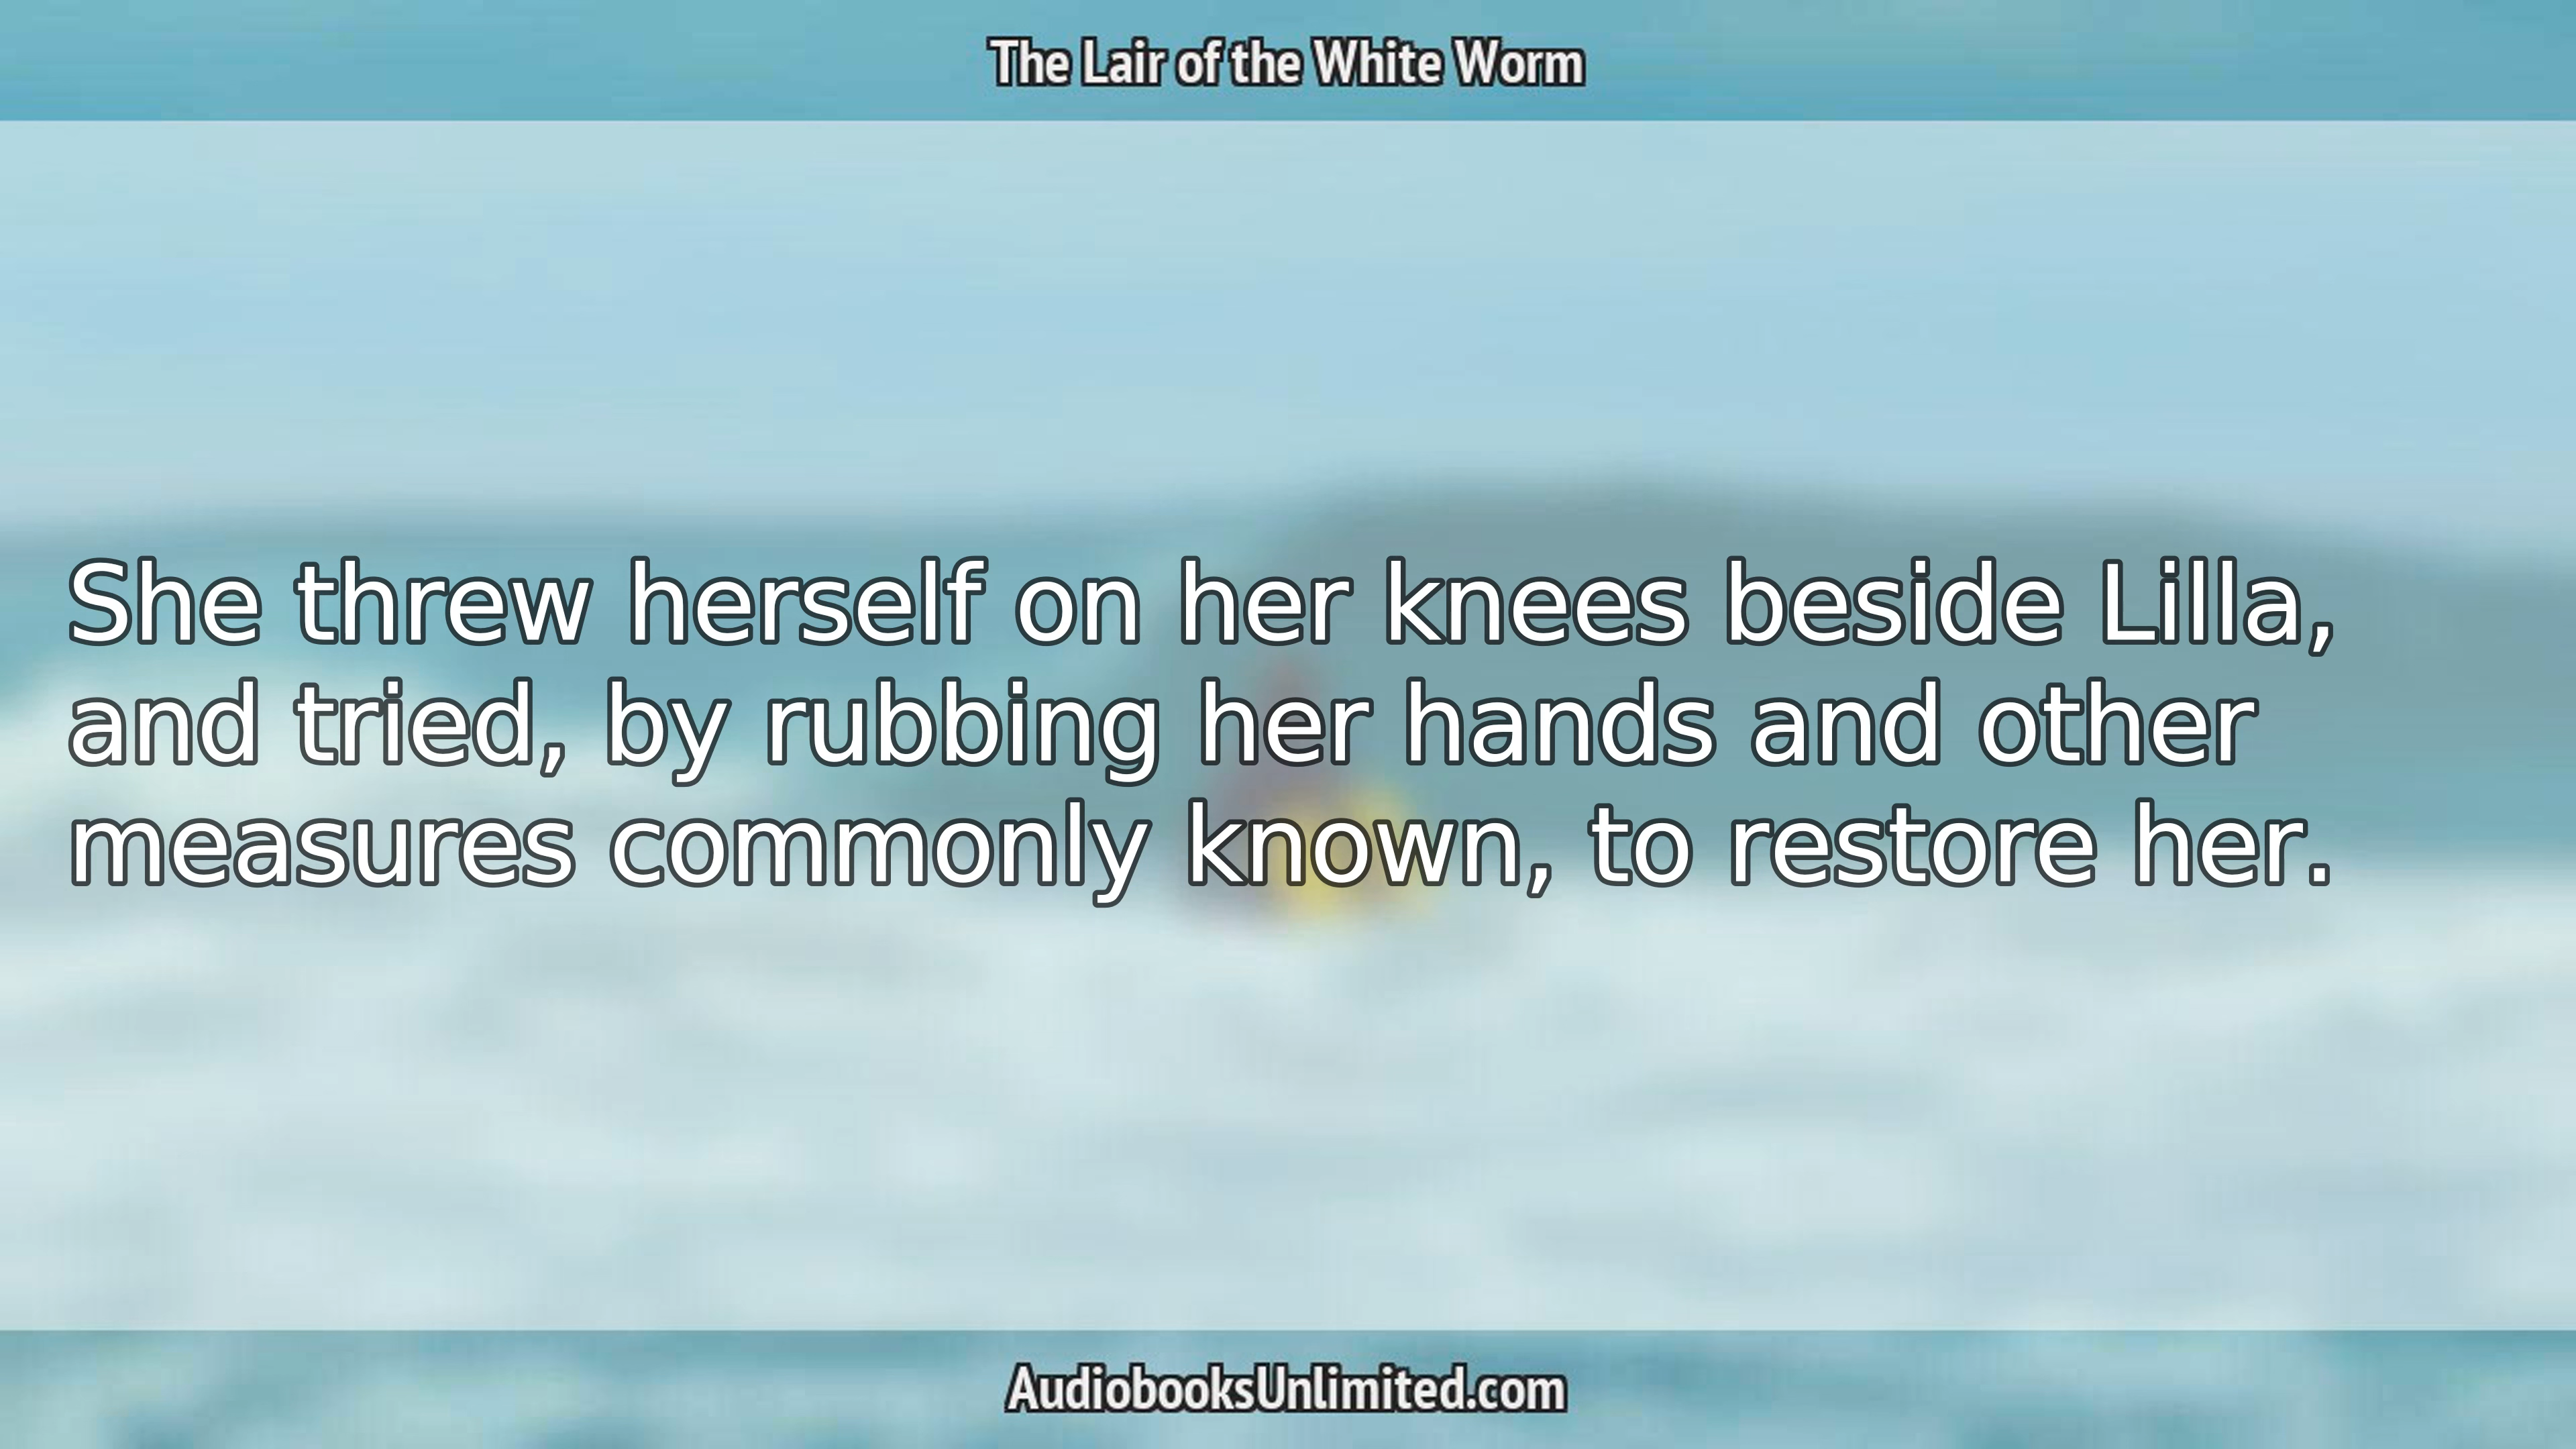 The Lair of the White Worm
She threw herself on her knees beside Lilla,
and tried, by rubbing her hands and other
measures commonly known, to restore her.
AudiobooksUnlimited.com